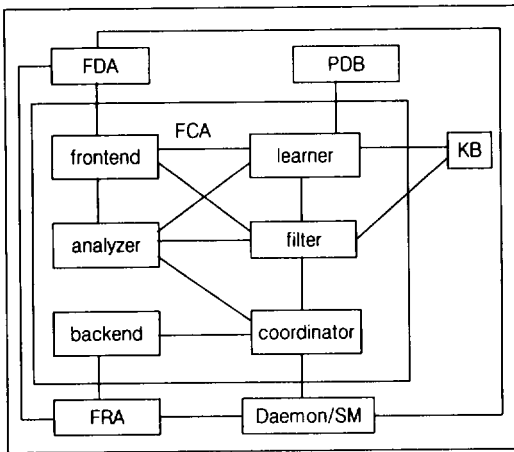 FDA
PDB
FCA
frontend
learner
KB
analyzer
filter
backend
coordinator
FRA
Daemon/SM